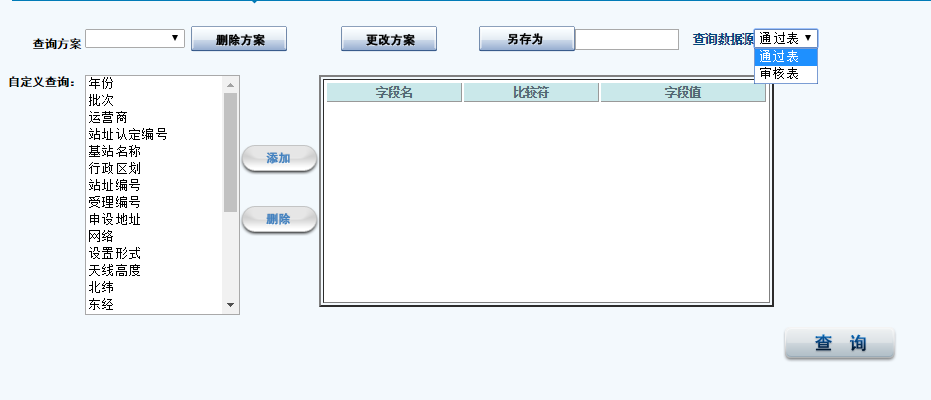 查询方案
删除方案
更改方案
另存为
查询数据源
通过表
通过表
审核表
自定义查询：
年份
批次
运营商
站址认定编号
基站名称
行政区划
站址编号
受理编号
申设地址
网络
设置形式
天线高度
北纬
东经
添加
删除
字段名
比较符
字段值
查 询